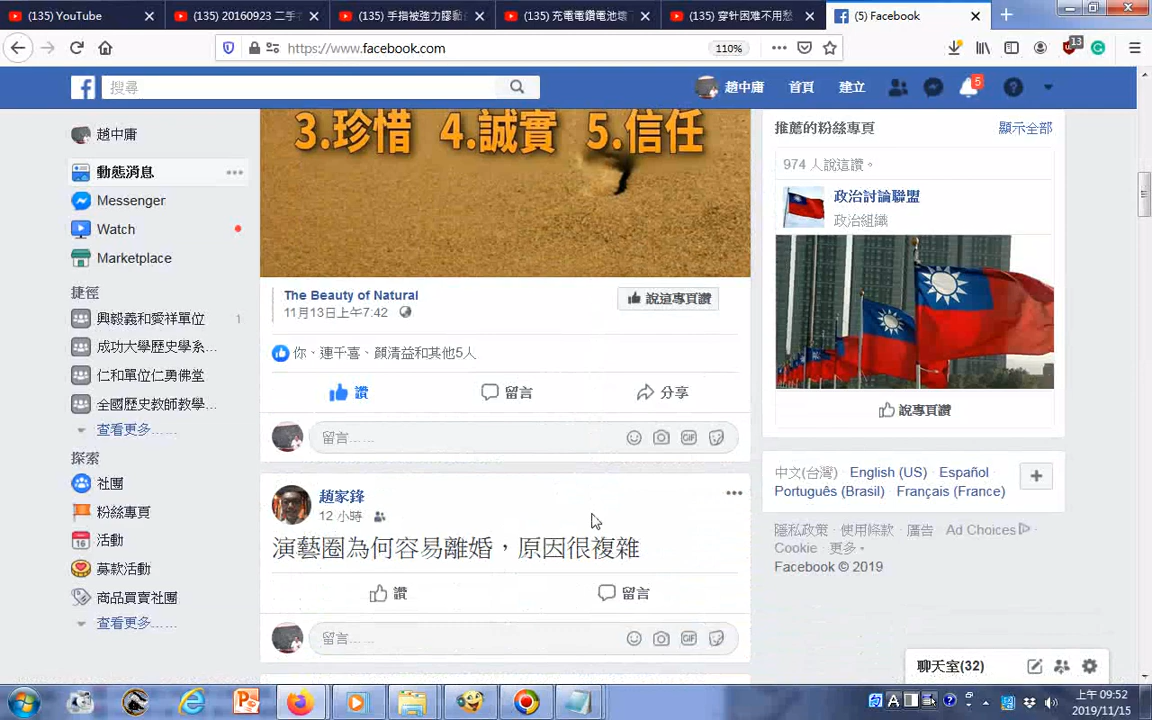 (135) YouTube
(135) 20160923 二手
(135) 手指被強力膠黏
(135) 充電電鑽電池壞
(135) 穿针困难不用愁
(5) Facebook
https://www.facebook.com
110%
13
搜尋
趙中庸
首頁
建立
5
趙中庸
動態消息
Messenger
Watch
Marketplace
捷徑
興毅義和愛祥單位 1
成功大學歷史學系...
仁和單位仁勇佛堂
全國歷史教師教學...
查看更多......
探索
社團
粉絲專頁
活動
募款活動
商品買賣社團
查看更多......
3.珍惜 4.誠實 5.信任
The Beauty of Natural
11月13日上午7:42
說這專頁讚
你、連千喜、顏清益和其他5人
讚 留言 分享
留言......
GIF
趙家鋒
12 小時
演藝圈為何容易離婚，原因很複雜
讚 留言
留言......
GIF
推薦的粉絲專頁 顯示全部
974 人說這讚。
政治討論聯盟
政治組織
說專頁讚
中文(台灣) English (US) Español
Português (Brasil) Français (France)
隱私政策 · 使用條款 · 廣告 · Ad Choices ·
Cookie · 更多
Facebook © 2019
聊天室(32)
上午 09:52
2019/11/15